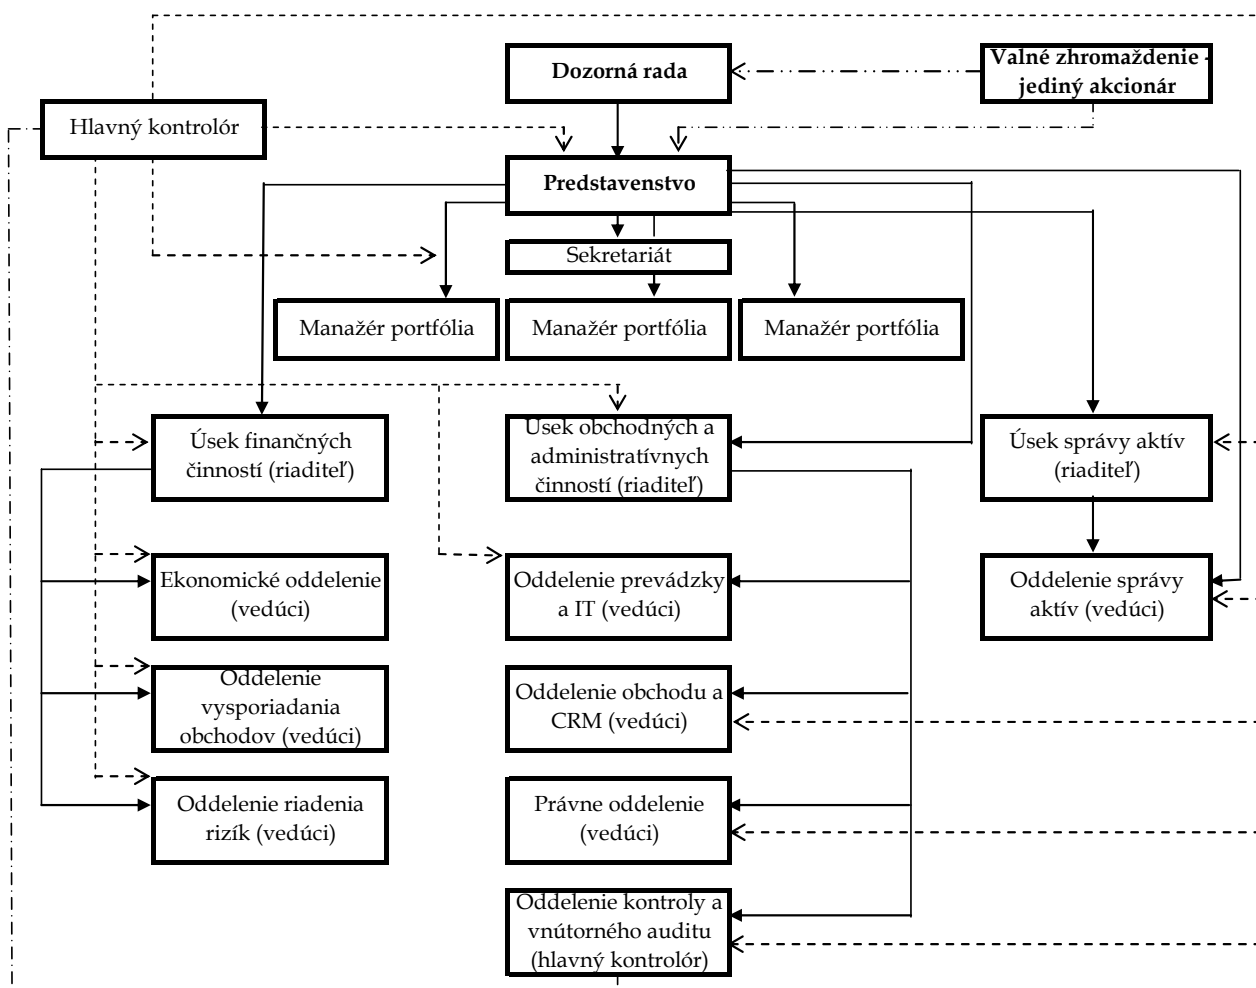 Dozorná rada
Valné zhromaždenie -
jediný akcionár
Hlavný kontrolór
Predstavenstvo
Sekretariát
Manažér portfólia
Manažér portfólia
Manažér portfólia
Úsek finančných
činností (riaditeľ)
Úsek obchodných a
administratívnych
činností (riaditeľ)
Úsek správy aktív
(riaditeľ)
Ekonomické oddelenie
(vedúci)
Oddelenie prevádzky
a IT (vedúci)
Oddelenie správy
aktív (vedúci)
Oddelenie
vysporiadania
obchodov (vedúci)
Oddelenie obchodu a
CRM (vedúci)
Oddelenie riadenia
rizík (vedúci)
Právne oddelenie
(vedúci)
Oddelenie kontroly a
vnútorného auditu
(hlavný kontrolór)